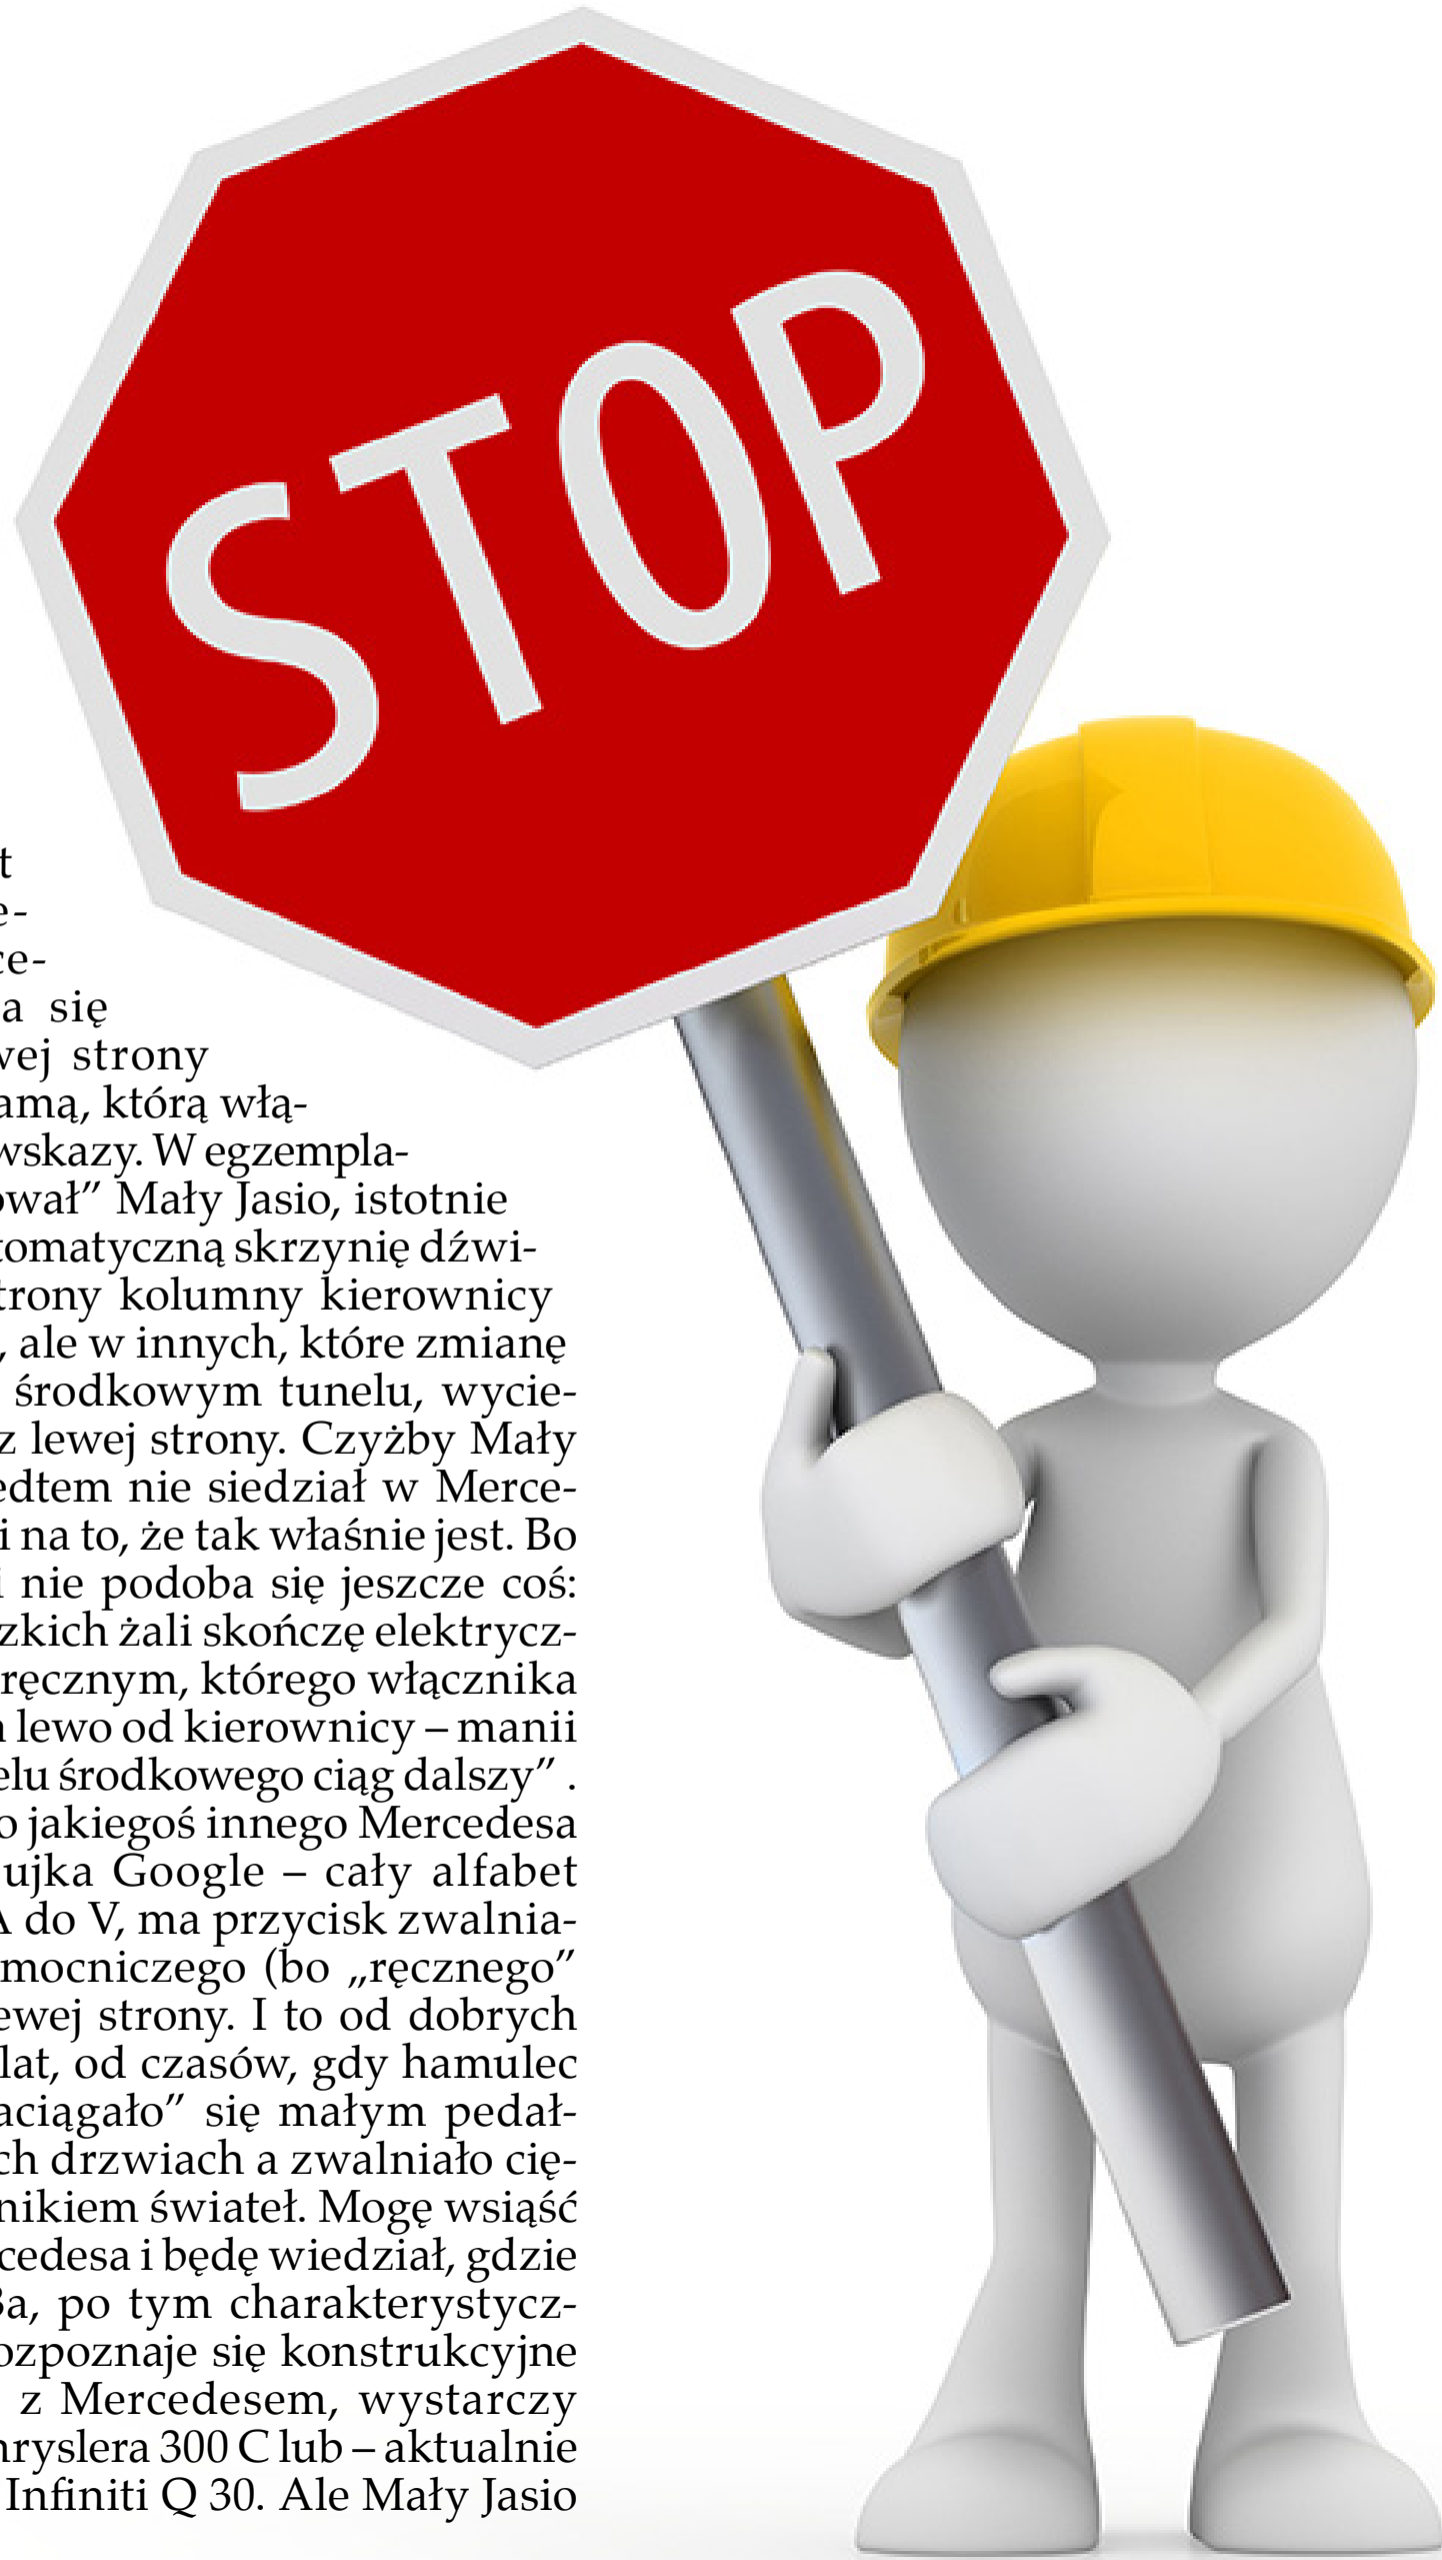 STOP
t
e-
ce-
a się
wej strony
amą, którą włą-
wskazy. W egzempla-
ował” Mały Jasio, istotnie
tomatyczną skrzynię dźwi-
trony kolumny kierownicy
, ale w innych, które zmianę
środkowym tunelu, wycie-
z lewej strony. Czyżby Mały
edtem nie siedział w Merce-
i na to, że tak właśnie jest. Bo
i nie podoba się jeszcze coś:
zkich żali skończę elektrycz-
ręcznym, którego włącznika
lewo od kierownicy – manii
elu środkowego ciąg dalszy” .
o jakiegoś innego Mercedesa
ujka Google – cały alfabet
A do V, ma przycisk zwalnia-
mocniczego (bo „ręcznego”
ewej strony. I to od dobrych
lat, od czasów, gdy hamulec
aciągało” się małym pedał-
ch drzwiach a zwalniało cię-
nikiem świateł. Mogę wsiąść
cedesa i będę wiedział, gdzie
Ba, po tym charakterystycz-
ozpoznaje się konstrukcyjne
z Mercedesem, wystarczy
hryslera 300 C lub – aktualnie
Infiniti Q 30. Ale Mały Jasio